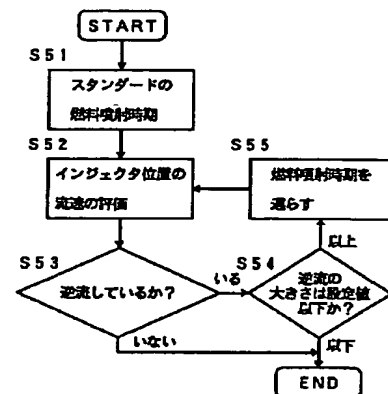 START
S51
スタンダードの
燃料噴射時期
S52
インジェクタ位置の
流速の評価
S55
燃料噴射時期を
遅らす
S53
逆流しているか?
いる
いない
S54
逆流の
大きさは設定値
以下か?
以上
以下
END